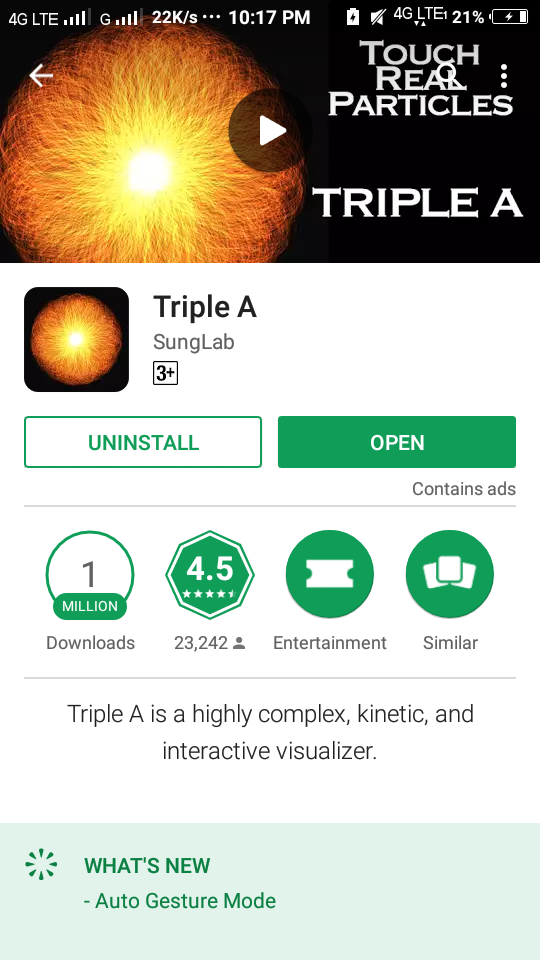 4G LTE G 22K/s ••• 10:17 PM 4G LTE1 21%
TOUCH
REAL
PARTICLES
TRIPLE A
Triple A
SungLab
3+
UNINSTALL
OPEN
Contains ads
1
MILLION
Downloads
4.5
23,242
Entertainment
Similar
Triple A is a highly complex, kinetic, and
interactive visualizer.
WHAT'S NEW
- Auto Gesture Mode